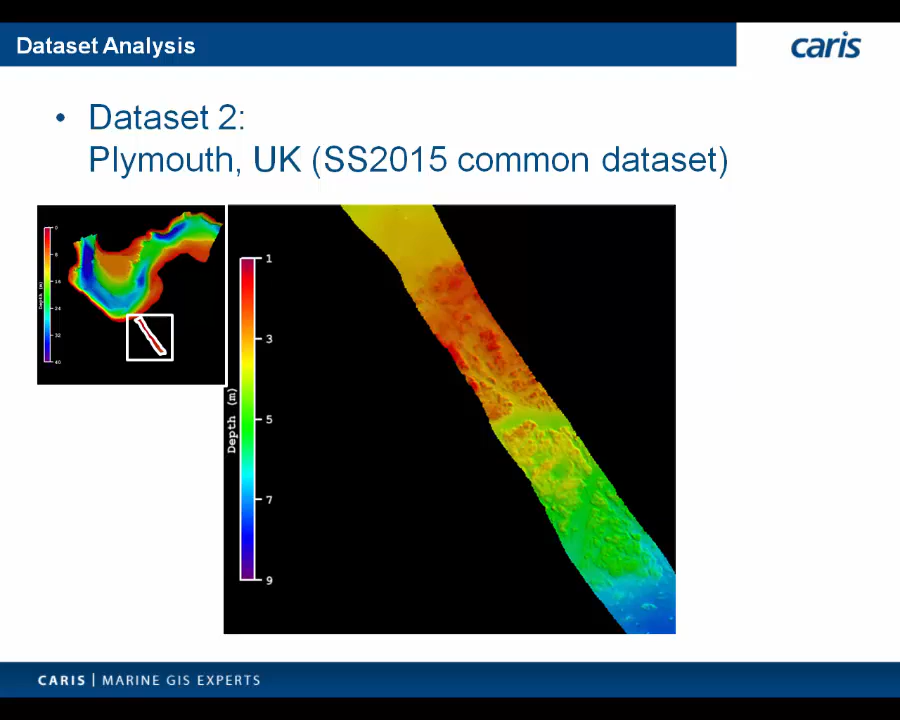 Dataset Analysis
caris
• Dataset 2:
Plymouth, UK (SS2015 common dataset)
1
3
5
7
9
Depth (m)
CARIS | MARINE GIS EXPERTS